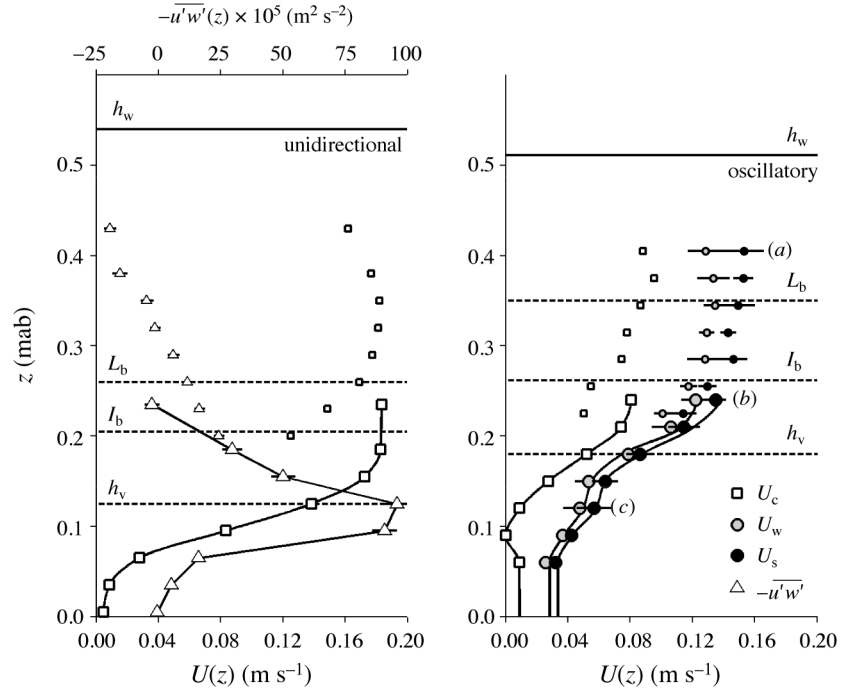 −u′w′(z) × 10⁵ (m² s⁻²)
−25 0 25 50 75 100
h_w
unidirectional
h_w
oscillatory
0.5
0.4
0.3
0.2
0.1
0.0
z (mab)
L_b
I_b
h_v
(a)
L_b
I_b
(b)
h_v
(c)
U_c
U_w
U_s
−u′w′
0.00 0.04 0.08 0.12 0.16 0.20
0.00 0.04 0.08 0.12 0.16 0.20
U(z) (m s⁻¹)
U(z) (m s⁻¹)